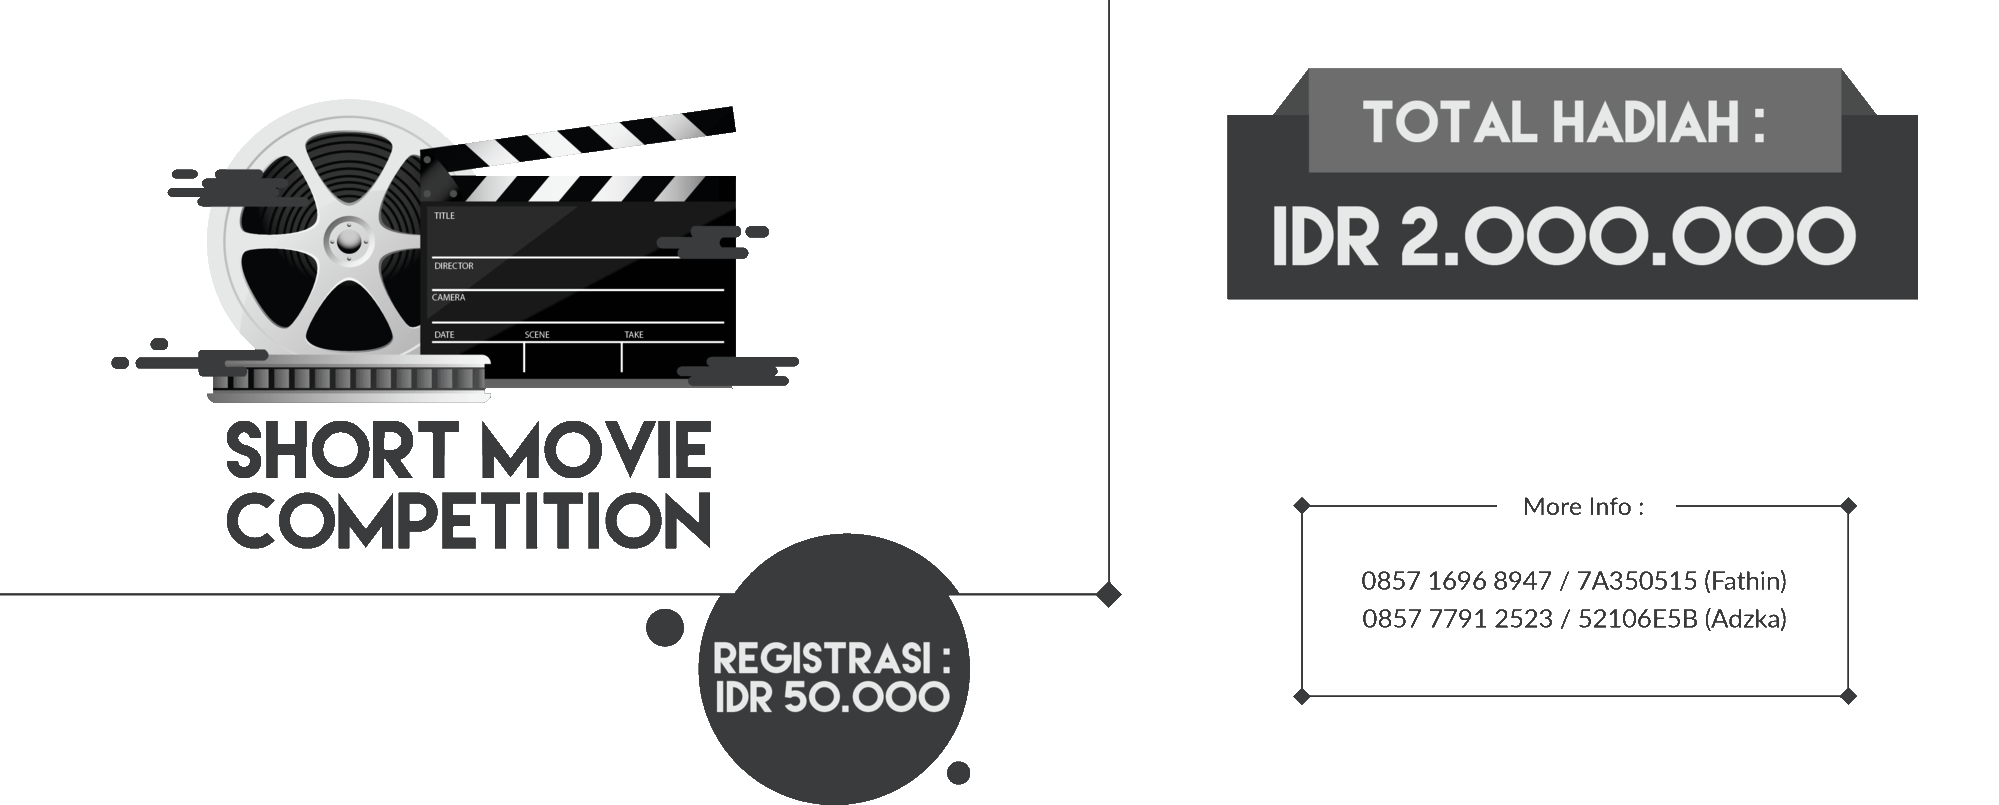 TITLE
DIRECTOR
CAMERA
DATE SCENE TAKE
SHORT MOVIE
COMPETITION
REGISTRASI :
IDR 50.000
TOTAL HADIAH :
IDR 2.000.000
More Info :
0857 1696 8947 / 7A350515 (Fathin)
0857 7791 2523 / 52106E5B (Adzka)